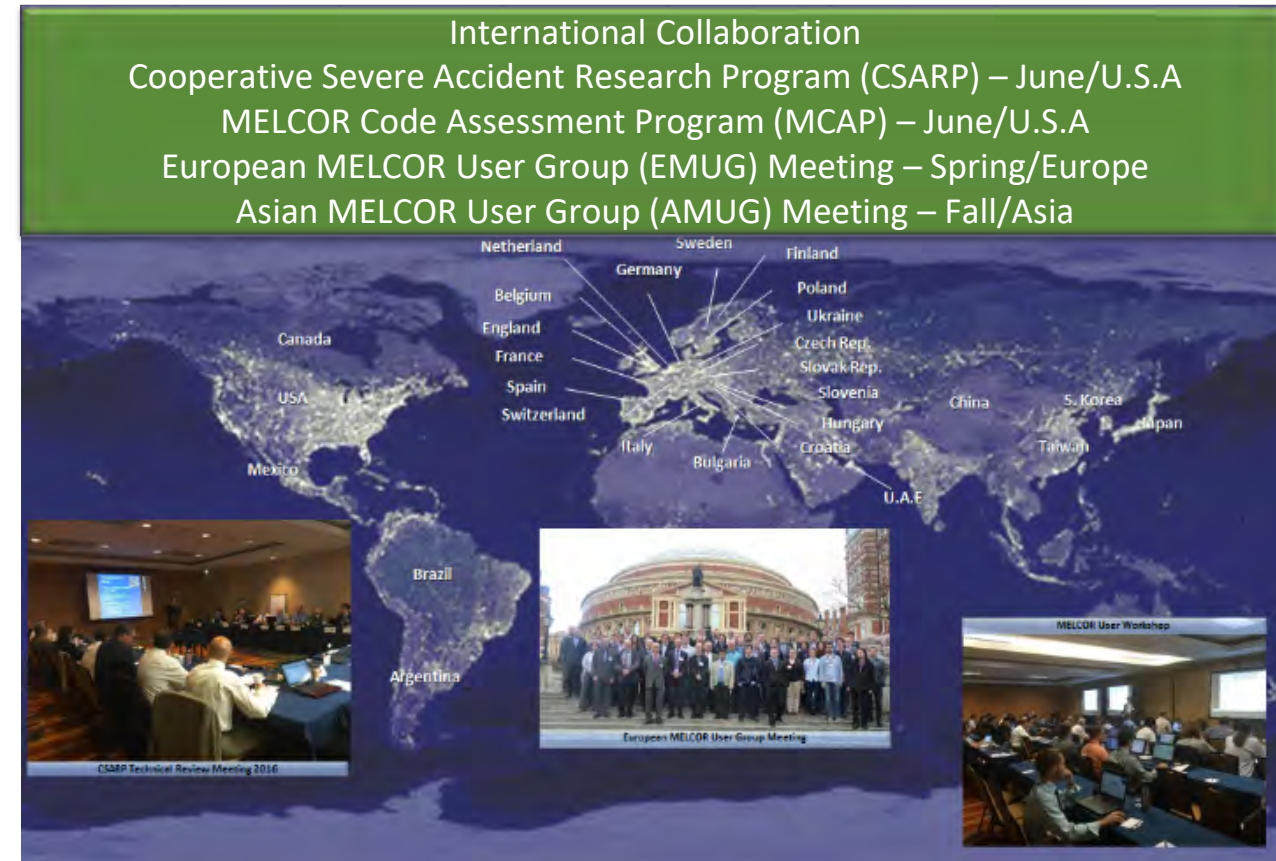 International Collaboration
Cooperative Severe Accident Research Program (CSARP) – June/U.S.A
MELCOR Code Assessment Program (MCAP) – June/U.S.A
European MELCOR User Group (EMUG) Meeting – Spring/Europe
Asian MELCOR User Group (AMUG) Meeting – Fall/Asia
Netherland
Sweden
Finland
Germany
Belgium
Poland
England
Ukraine
Canada
Czech Rep.
France
Slovak Rep.
USA
Spain
Slovenia
China
S. Korea
Switzerland
Hungary
Japan
Italy
Croatia
Taiwan
Mexico
Bulgaria
U.A.E
Brazil
Argentina
MELCOR User Workshop
European MELCOR User Group Meeting
CSARP Technical Review Meeting 2016